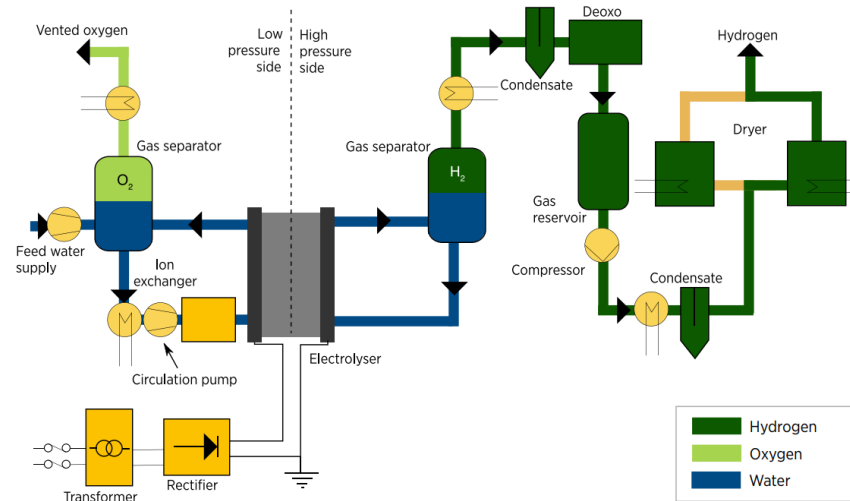 Vented oxygen
Low
pressure
side
High
pressure
side
Deoxo
Hydrogen
Condensate
Dryer
Gas separator
O2
Gas separator
H2
Gas
reservoir
Feed water
supply
Ion
exchanger
Compressor
Condensate
Electrolyser
Circulation pump
Transformer
Rectifier
Hydrogen
Oxygen
Water